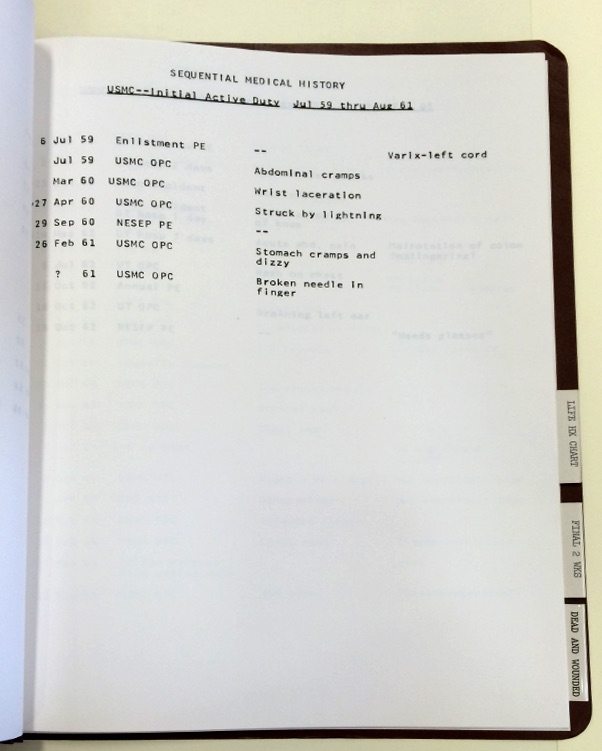 SEQUENTIAL MEDICAL HISTORY
USMC--Initial Active Duty Jul 59 thru Aug 61
6 Jul 59 Enlistment PE -- Varix-left cord
Jul 59 USMC OPC Abdominal cramps
Mar 60 USMC OPC Wrist laceration
27 Apr 60 USMC OPC Struck by lightning
29 Sep 60 NESEP PE --
26 Feb 61 USMC OPC Stomach cramps and
dizzy
? 61 USMC OPC Broken needle in
finger
LIFE HX CHART
FINAL 2 WKS
DEAD AND WOUNDED